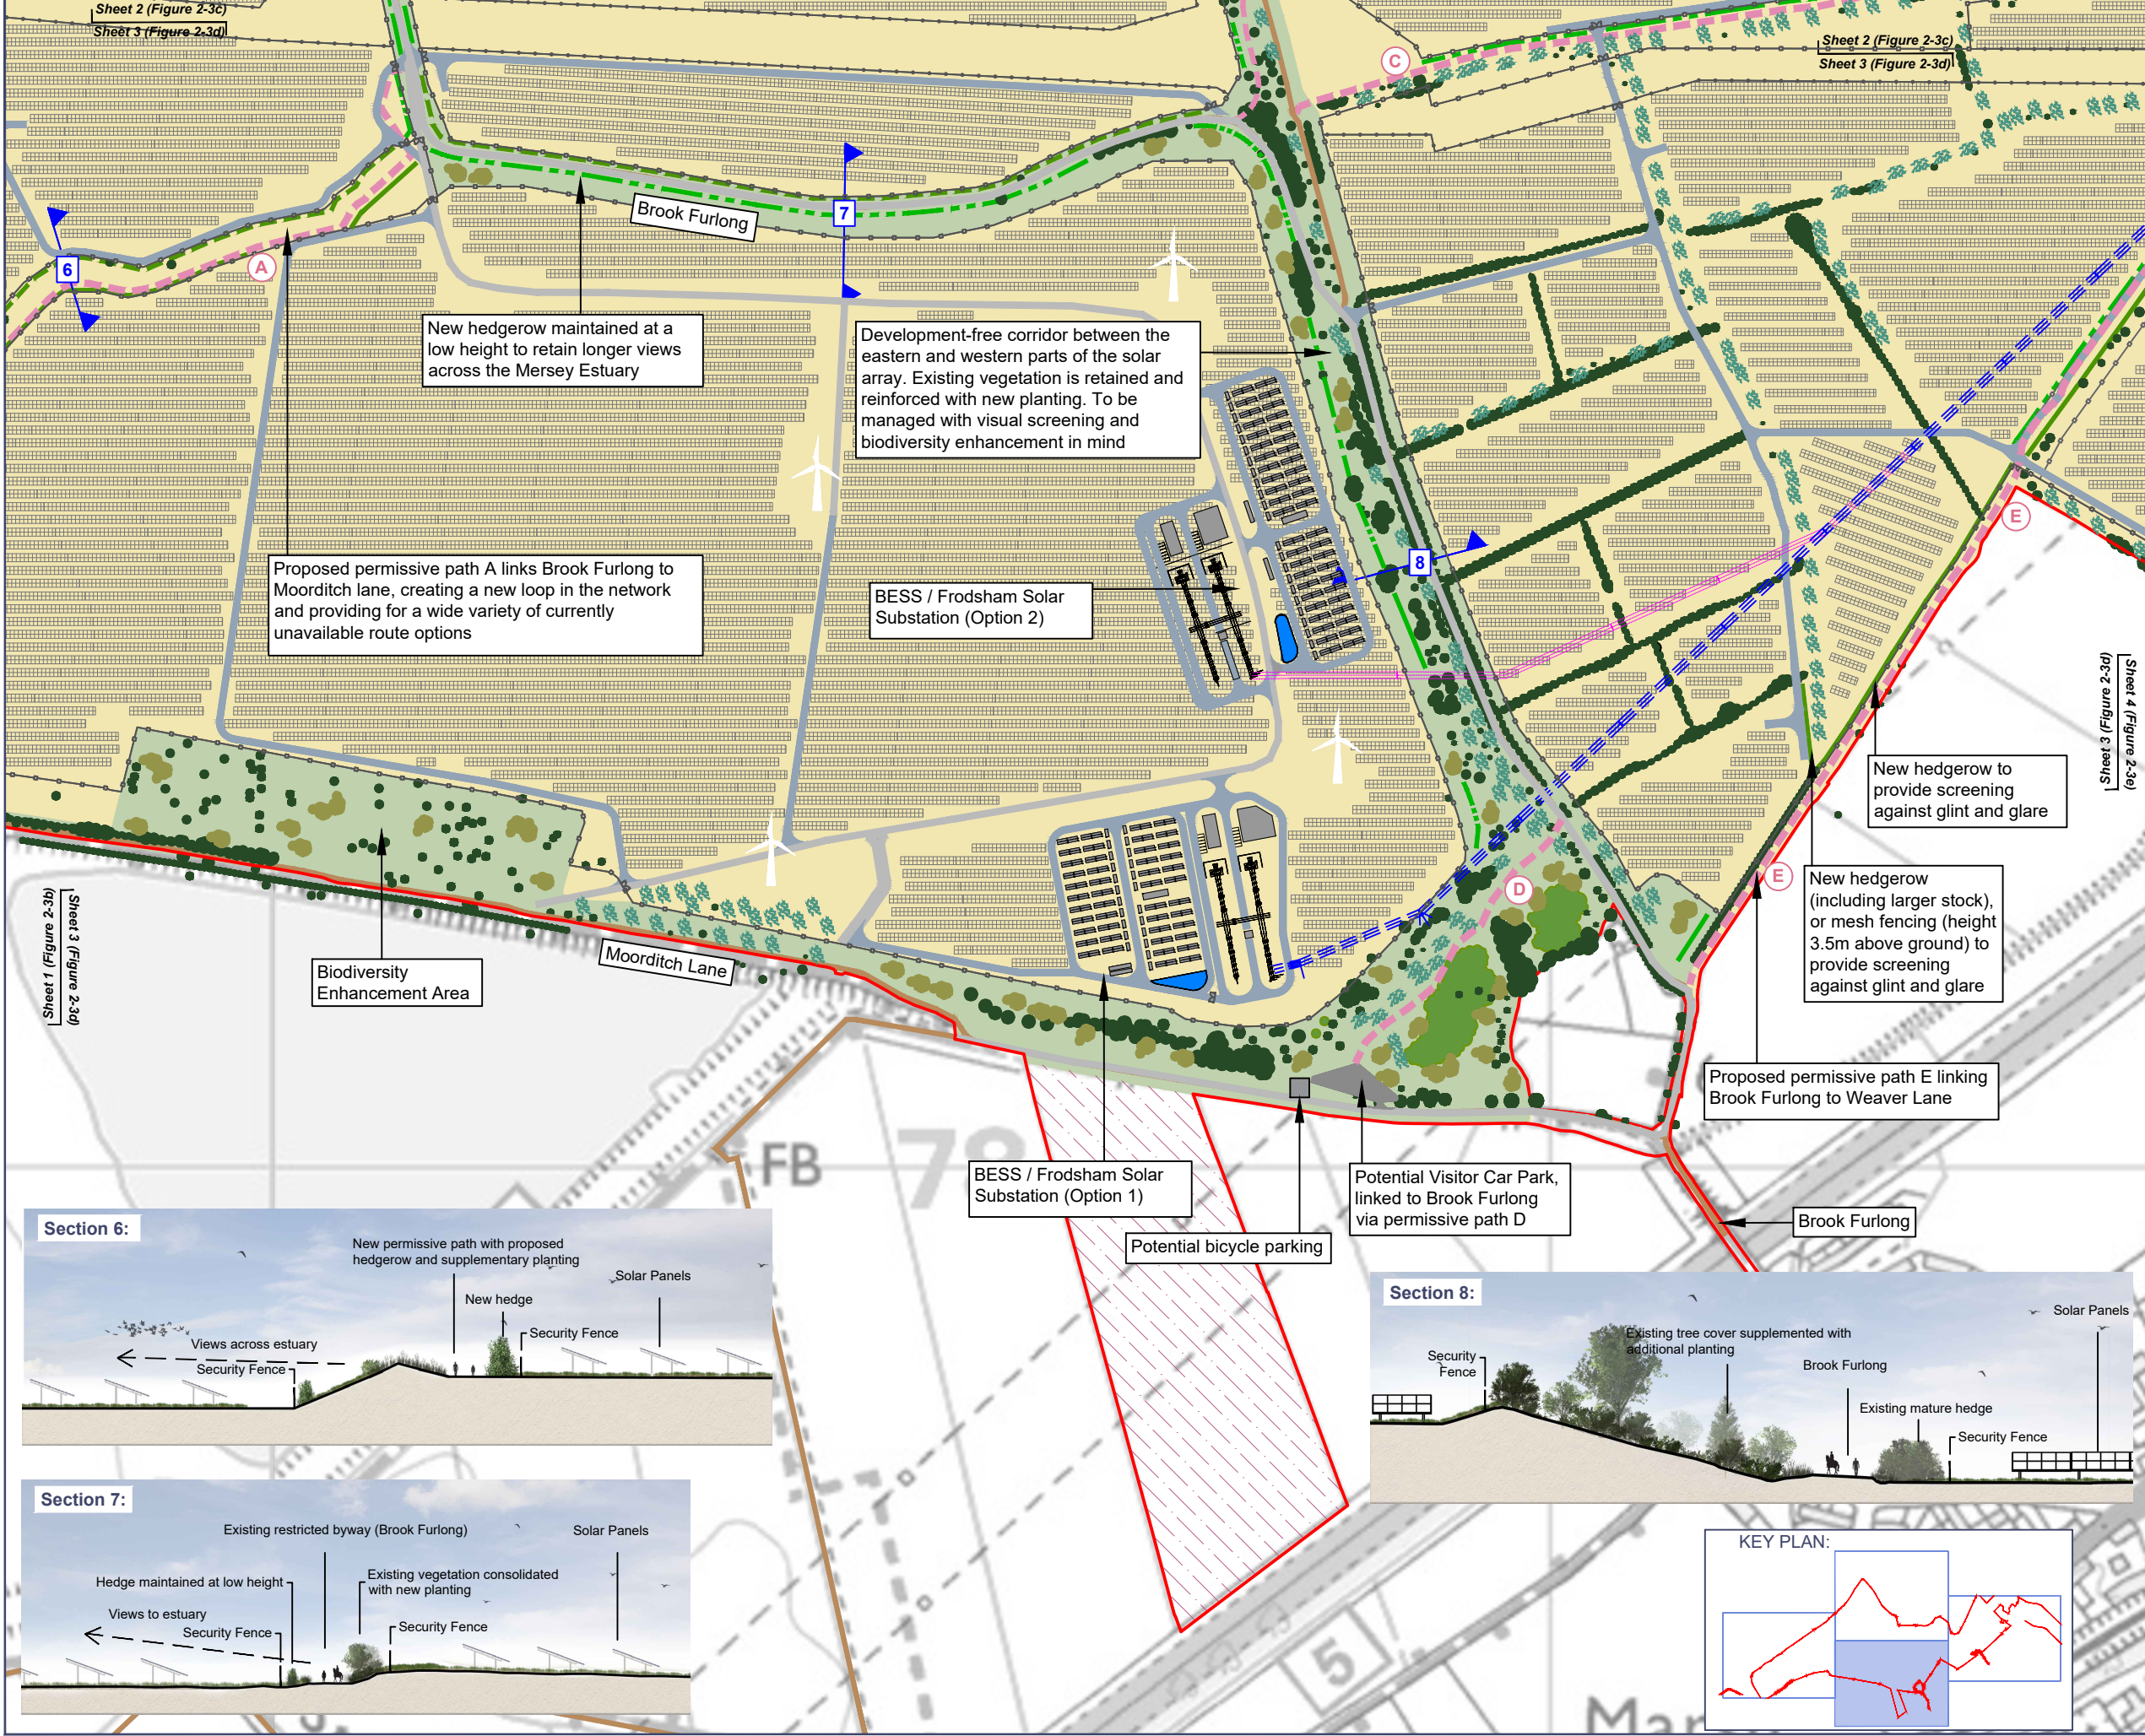 Sheet 2 (Figure 2-3c)
Sheet 3 (Figure 2-3d)
Sheet 2 (Figure 2-3c)
Sheet 3 (Figure 2-3d)
C
7
Brook Furlong
6
A
New hedgerow maintained at a
low height to retain longer views
across the Mersey Estuary
Development-free corridor between the
eastern and western parts of the solar
array. Existing vegetation is retained and
reinforced with new planting. To be
managed with visual screening and
biodiversity enhancement in mind
E
8
Proposed permissive path A links Brook Furlong to
Moorditch lane, creating a new loop in the network
and providing for a wide variety of currently
unavailable route options
BESS / Frodsham Solar
Substation (Option 2)
Sheet 3 (Figure 2-3d)
Sheet 4 (Figure 2-3e)
New hedgerow to
provide screening
against glint and glare
E
D
New hedgerow
(including larger stock),
or mesh fencing (height
3.5m above ground) to
provide screening
against glint and glare
Sheet 1 (Figure 2-3b)
Sheet 3 (Figure 2-3d)
Biodiversity
Enhancement Area
Moorditch Lane
Proposed permissive path E linking
Brook Furlong to Weaver Lane
FB
78
BESS / Frodsham Solar
Substation (Option 1)
Potential Visitor Car Park,
linked to Brook Furlong
via permissive path D
Potential bicycle parking
Brook Furlong
Section 6:
New permissive path with proposed
hedgerow and supplementary planting
Solar Panels
New hedge
Security Fence
Views across estuary
Security Fence
Section 8:
Solar Panels
Existing tree cover supplemented with
additional planting
Security
Fence
Brook Furlong
Existing mature hedge
Security Fence
Section 7:
Existing restricted byway (Brook Furlong)
Solar Panels
Hedge maintained at low height
Existing vegetation consolidated
with new planting
Views to estuary
Security Fence
Security Fence
KEY PLAN:
5